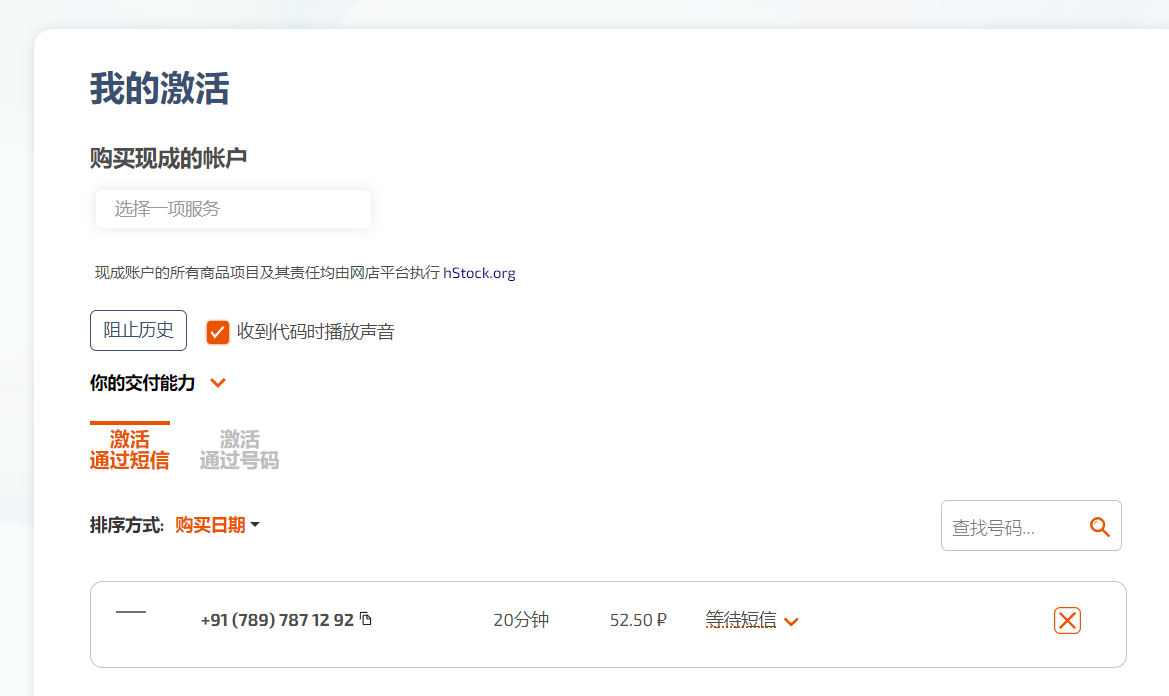 我的激活
购买现成的帐户
选择一项服务
现成账户的所有商品项目及其责任均由网店平台执行 hStock.org
阻止历史 收到代码时播放声音
你的交付能力
激活 激活
通过短信 通过号码
排序方式: 购买日期 查找号码...
+91 (789) 787 12 92 20分钟 52.50 ₽ 等待短信